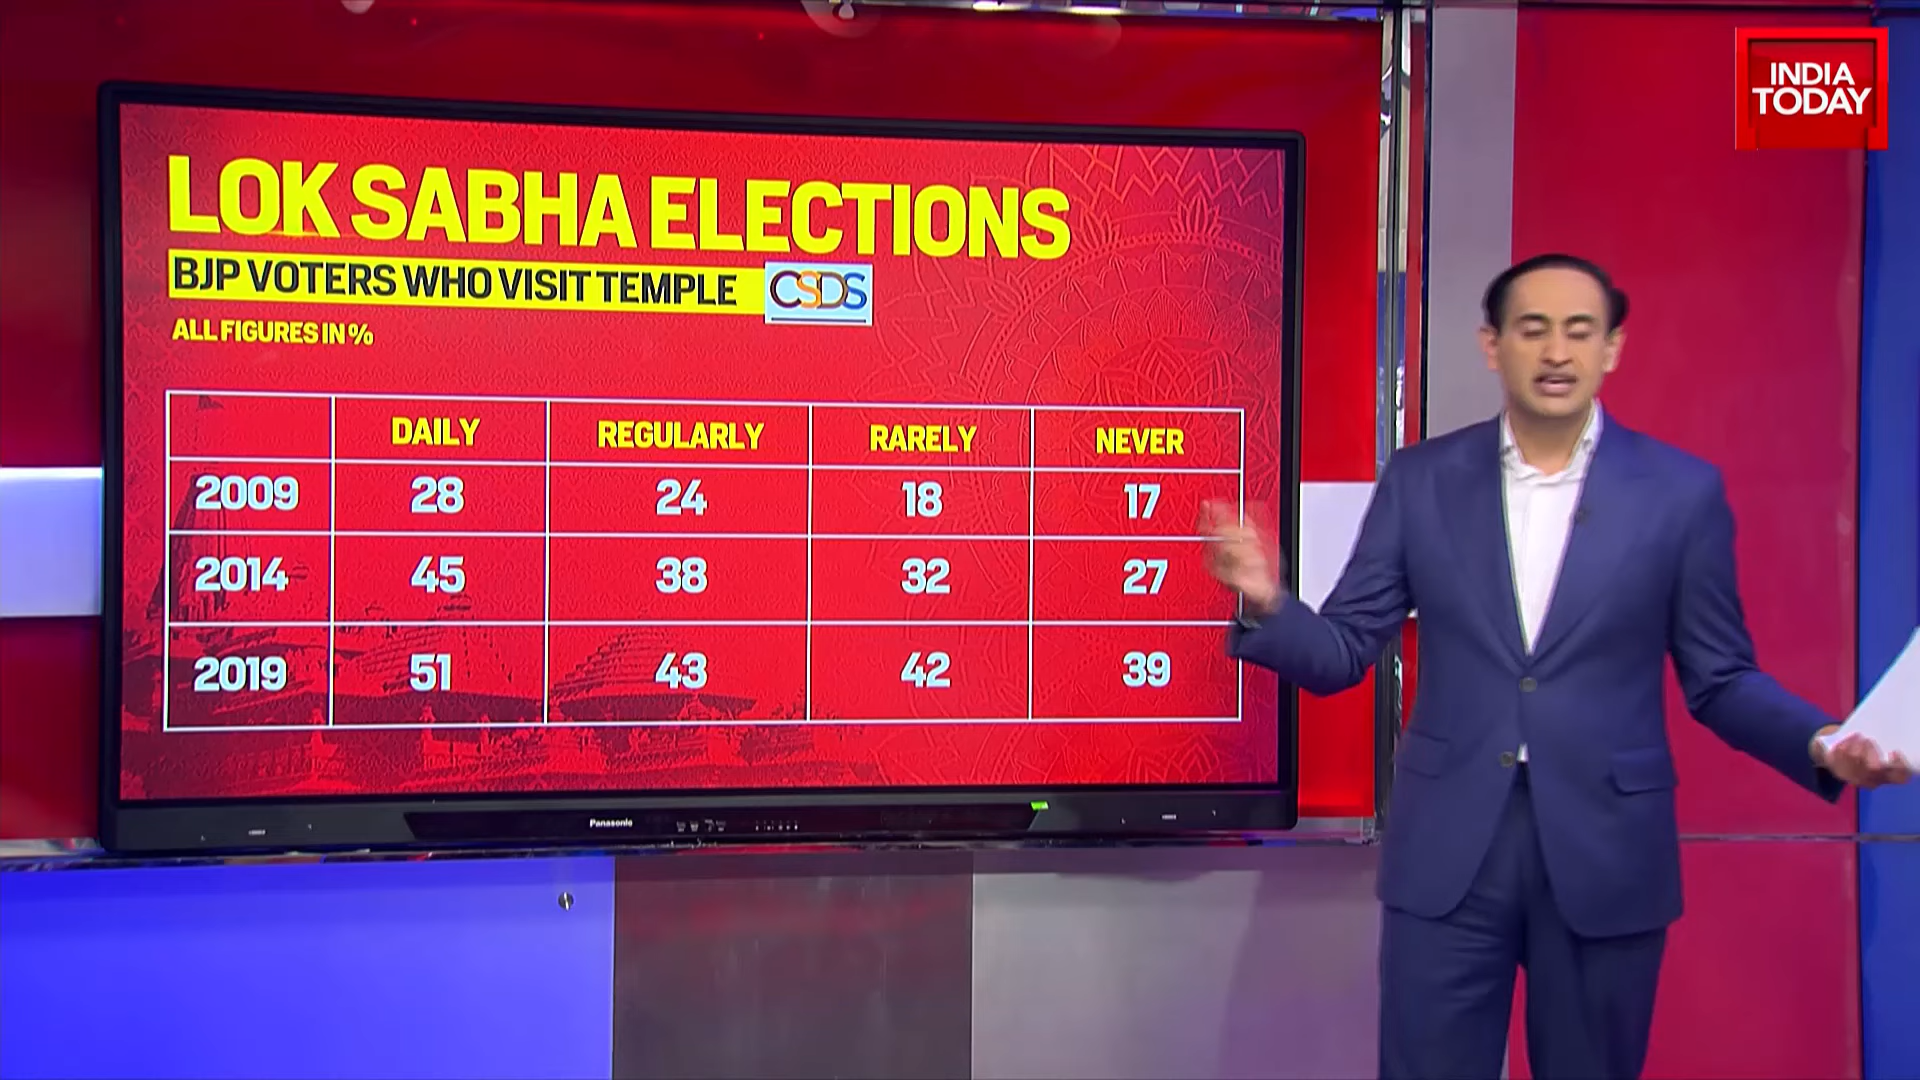 INDIA
TODAY
LOK SABHA ELECTIONS
BJP VOTERS WHO VISIT TEMPLE CSDS
ALL FIGURES IN %
DAILY REGULARLY RARELY NEVER
2009 28 24 18 17
2014 45 38 32 27
2019 51 43 42 39
Panasonic